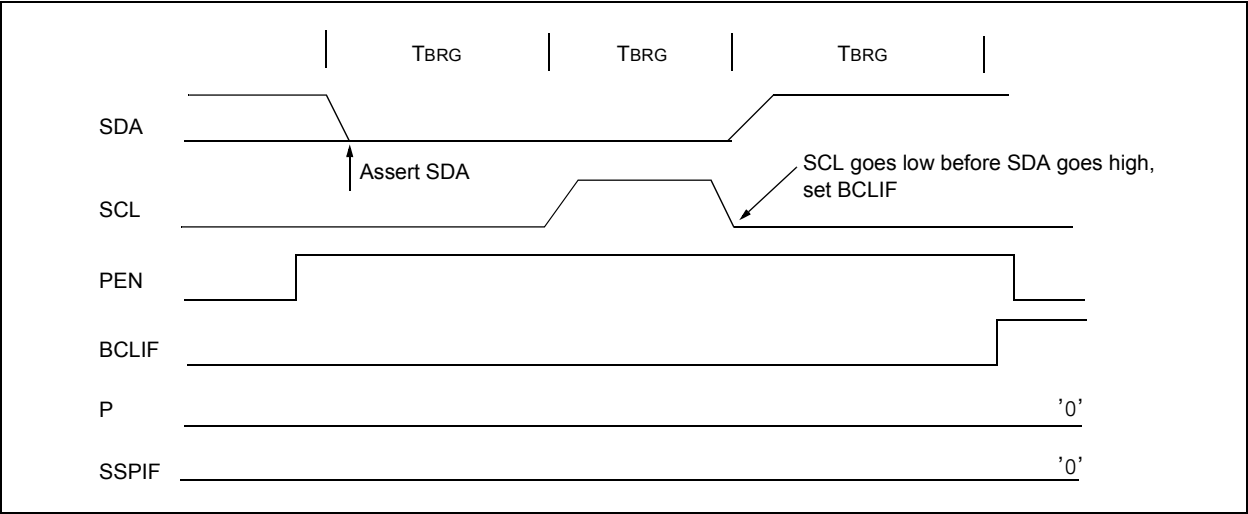 TBRG TBRG TBRG
SDA
Assert SDA
SCL goes low before SDA goes high,
set BCLIF
SCL
PEN
BCLIF
P '0'
SSPIF '0'